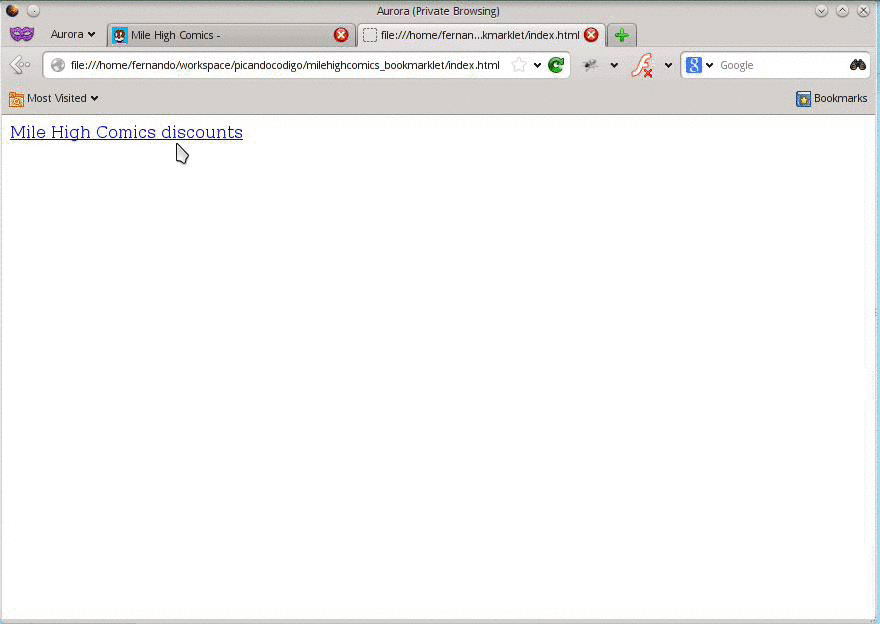 Aurora (Private Browsing)
Aurora Mile High Comics - file:///home/fernan...kmarklet/index.html
file:///home/fernando/workspace/picandocodigo/milehighcomics_bookmarklet/index.html 8 Google
Most Visited Bookmarks
Mile High Comics discounts